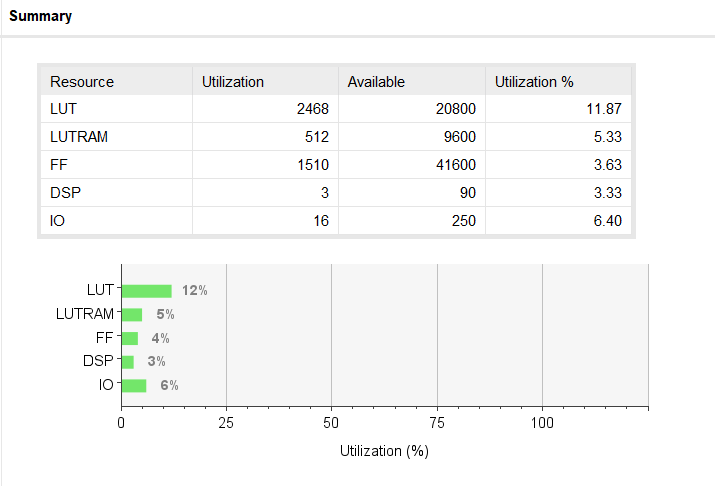 Summary
Resource Utilization Available Utilization %
LUT 2468 20800 11.87
LUTRAM 512 9600 5.33
FF 1510 41600 3.63
DSP 3 90 3.33
IO 16 250 6.40
LUT 12%
LUTRAM 5%
FF 4%
DSP 3%
IO 6%
0 25 50 75 100
Utilization (%)